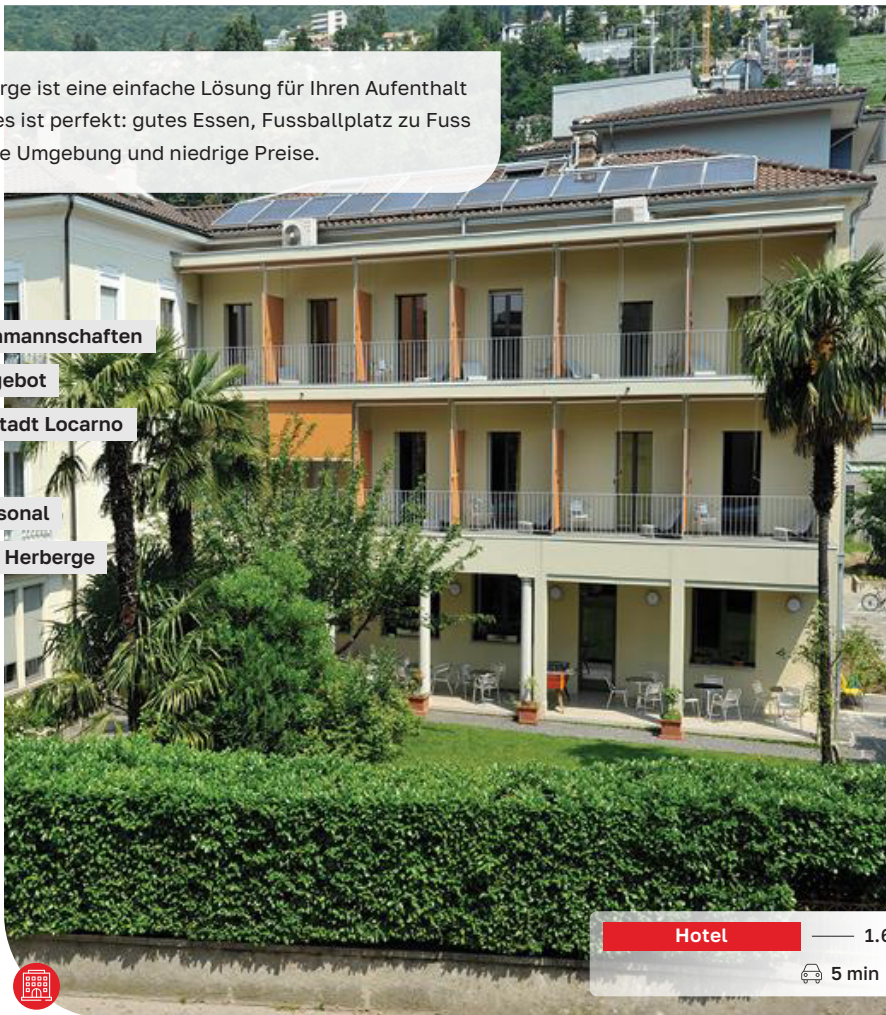 rge ist eine einfache Lösung für Ihren Aufenthalt
es ist perfekt: gutes Essen, Fussballplatz zu Fuss
e Umgebung und niedrige Preise.
nmannschaften
gebot
tadt Locarno
sonal
Herberge
Hotel
1.6
5 min